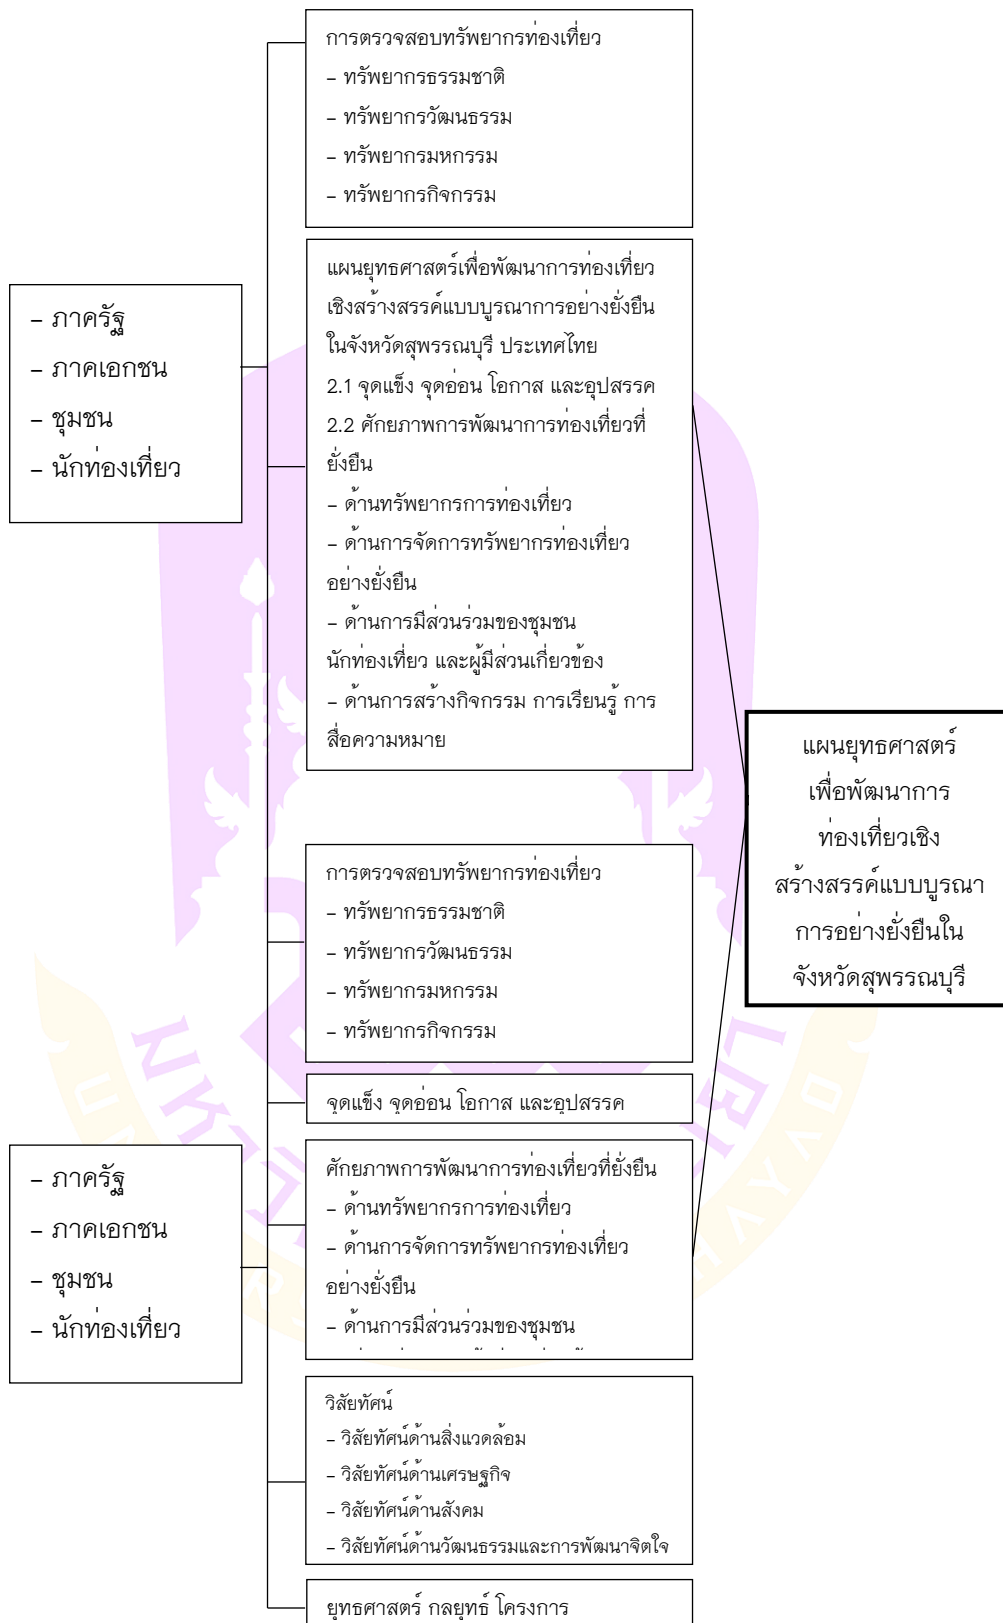 การตรวจสอบทรัพยากรท่องเที่ยว
– ทรัพยากรธรรมชาติ
– ทรัพยากรวัฒนธรรม
– ทรัพยากรมหกรรม
– ทรัพยากรกิจกรรม
– ภาครัฐ
– ภาคเอกชน
– ชุมชน
– นักท่องเที่ยว
แผนยุทธศาสตร์เพื่อพัฒนาการท่องเที่ยว
เชิงสร้างสรรค์แบบบูรณาการอย่างยั่งยืน
ในจังหวัดสุพรรณบุรี ประเทศไทย
2.1 จุดแข็ง จุดอ่อน โอกาส และอุปสรรค
2.2 ศักยภาพการพัฒนาการท่องเที่ยวที่
ยั่งยืน
– ด้านทรัพยากรการท่องเที่ยว
– ด้านการจัดการทรัพยากรท่องเที่ยว
อย่างยั่งยืน
– ด้านการมีส่วนร่วมของชุมชน
นักท่องเที่ยว และผู้มีส่วนเกี่ยวข้อง
– ด้านการสร้างกิจกรรม การเรียนรู้ การ
สื่อความหมาย
แผนยุทธศาสตร์
เพื่อพัฒนาการ
ท่องเที่ยวเชิง
สร้างสรรค์แบบบูรณา
การอย่างยั่งยืนใน
จังหวัดสุพรรณบุรี
การตรวจสอบทรัพยากรท่องเที่ยว
– ทรัพยากรธรรมชาติ
– ทรัพยากรวัฒนธรรม
– ทรัพยากรมหกรรม
– ทรัพยากรกิจกรรม
จุดแข็ง จุดอ่อน โอกาส และอุปสรรค
– ภาครัฐ
– ภาคเอกชน
– ชุมชน
– นักท่องเที่ยว
ศักยภาพการพัฒนาการท่องเที่ยวที่ยั่งยืน
– ด้านทรัพยากรการท่องเที่ยว
– ด้านการจัดการทรัพยากรท่องเที่ยว
อย่างยั่งยืน
– ด้านการมีส่วนร่วมของชุมชน
วิสัยทัศน์
– วิสัยทัศน์ด้านสิ่งแวดล้อม
– วิสัยทัศน์ด้านเศรษฐกิจ
– วิสัยทัศน์ด้านสังคม
– วิสัยทัศน์ด้านวัฒนธรรมและการพัฒนาจิตใจ
ยุทธศาสตร์ กลยุทธ์ โครงการ